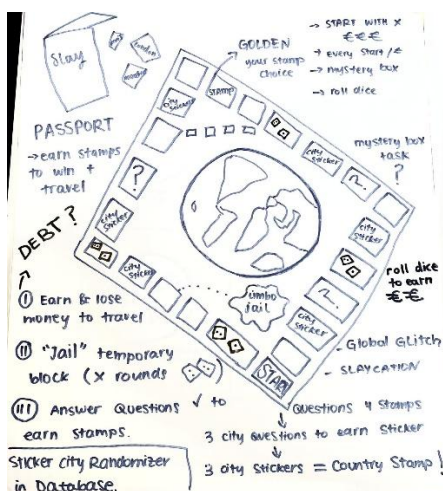 GOLDEN
your stamp
choice
→ START WITH X
€€€
→ mystery box
→ roll dice
Slay
london
PASSPORT
→ earn stamps
to win +
travel
STAMP
city
sticker
city
sticker
mystery box
task
?
?
city
sticker
city
sticker
city
sticker
city
sticker
roll dice
to earn
€€
DEBT?
limbo
jail
START
- Global Glitch
- SLAYCATION
I Earn & lose
money to travel
II "Jail" temporary
block (X rounds
)
III Answer Questions ✓ to
earn stamps.
Questions 4 Stamps
↓
3 city questions to earn sticker
↓
3 city stickers = Country Stamp!
Sticker city Randomizer
in Database.